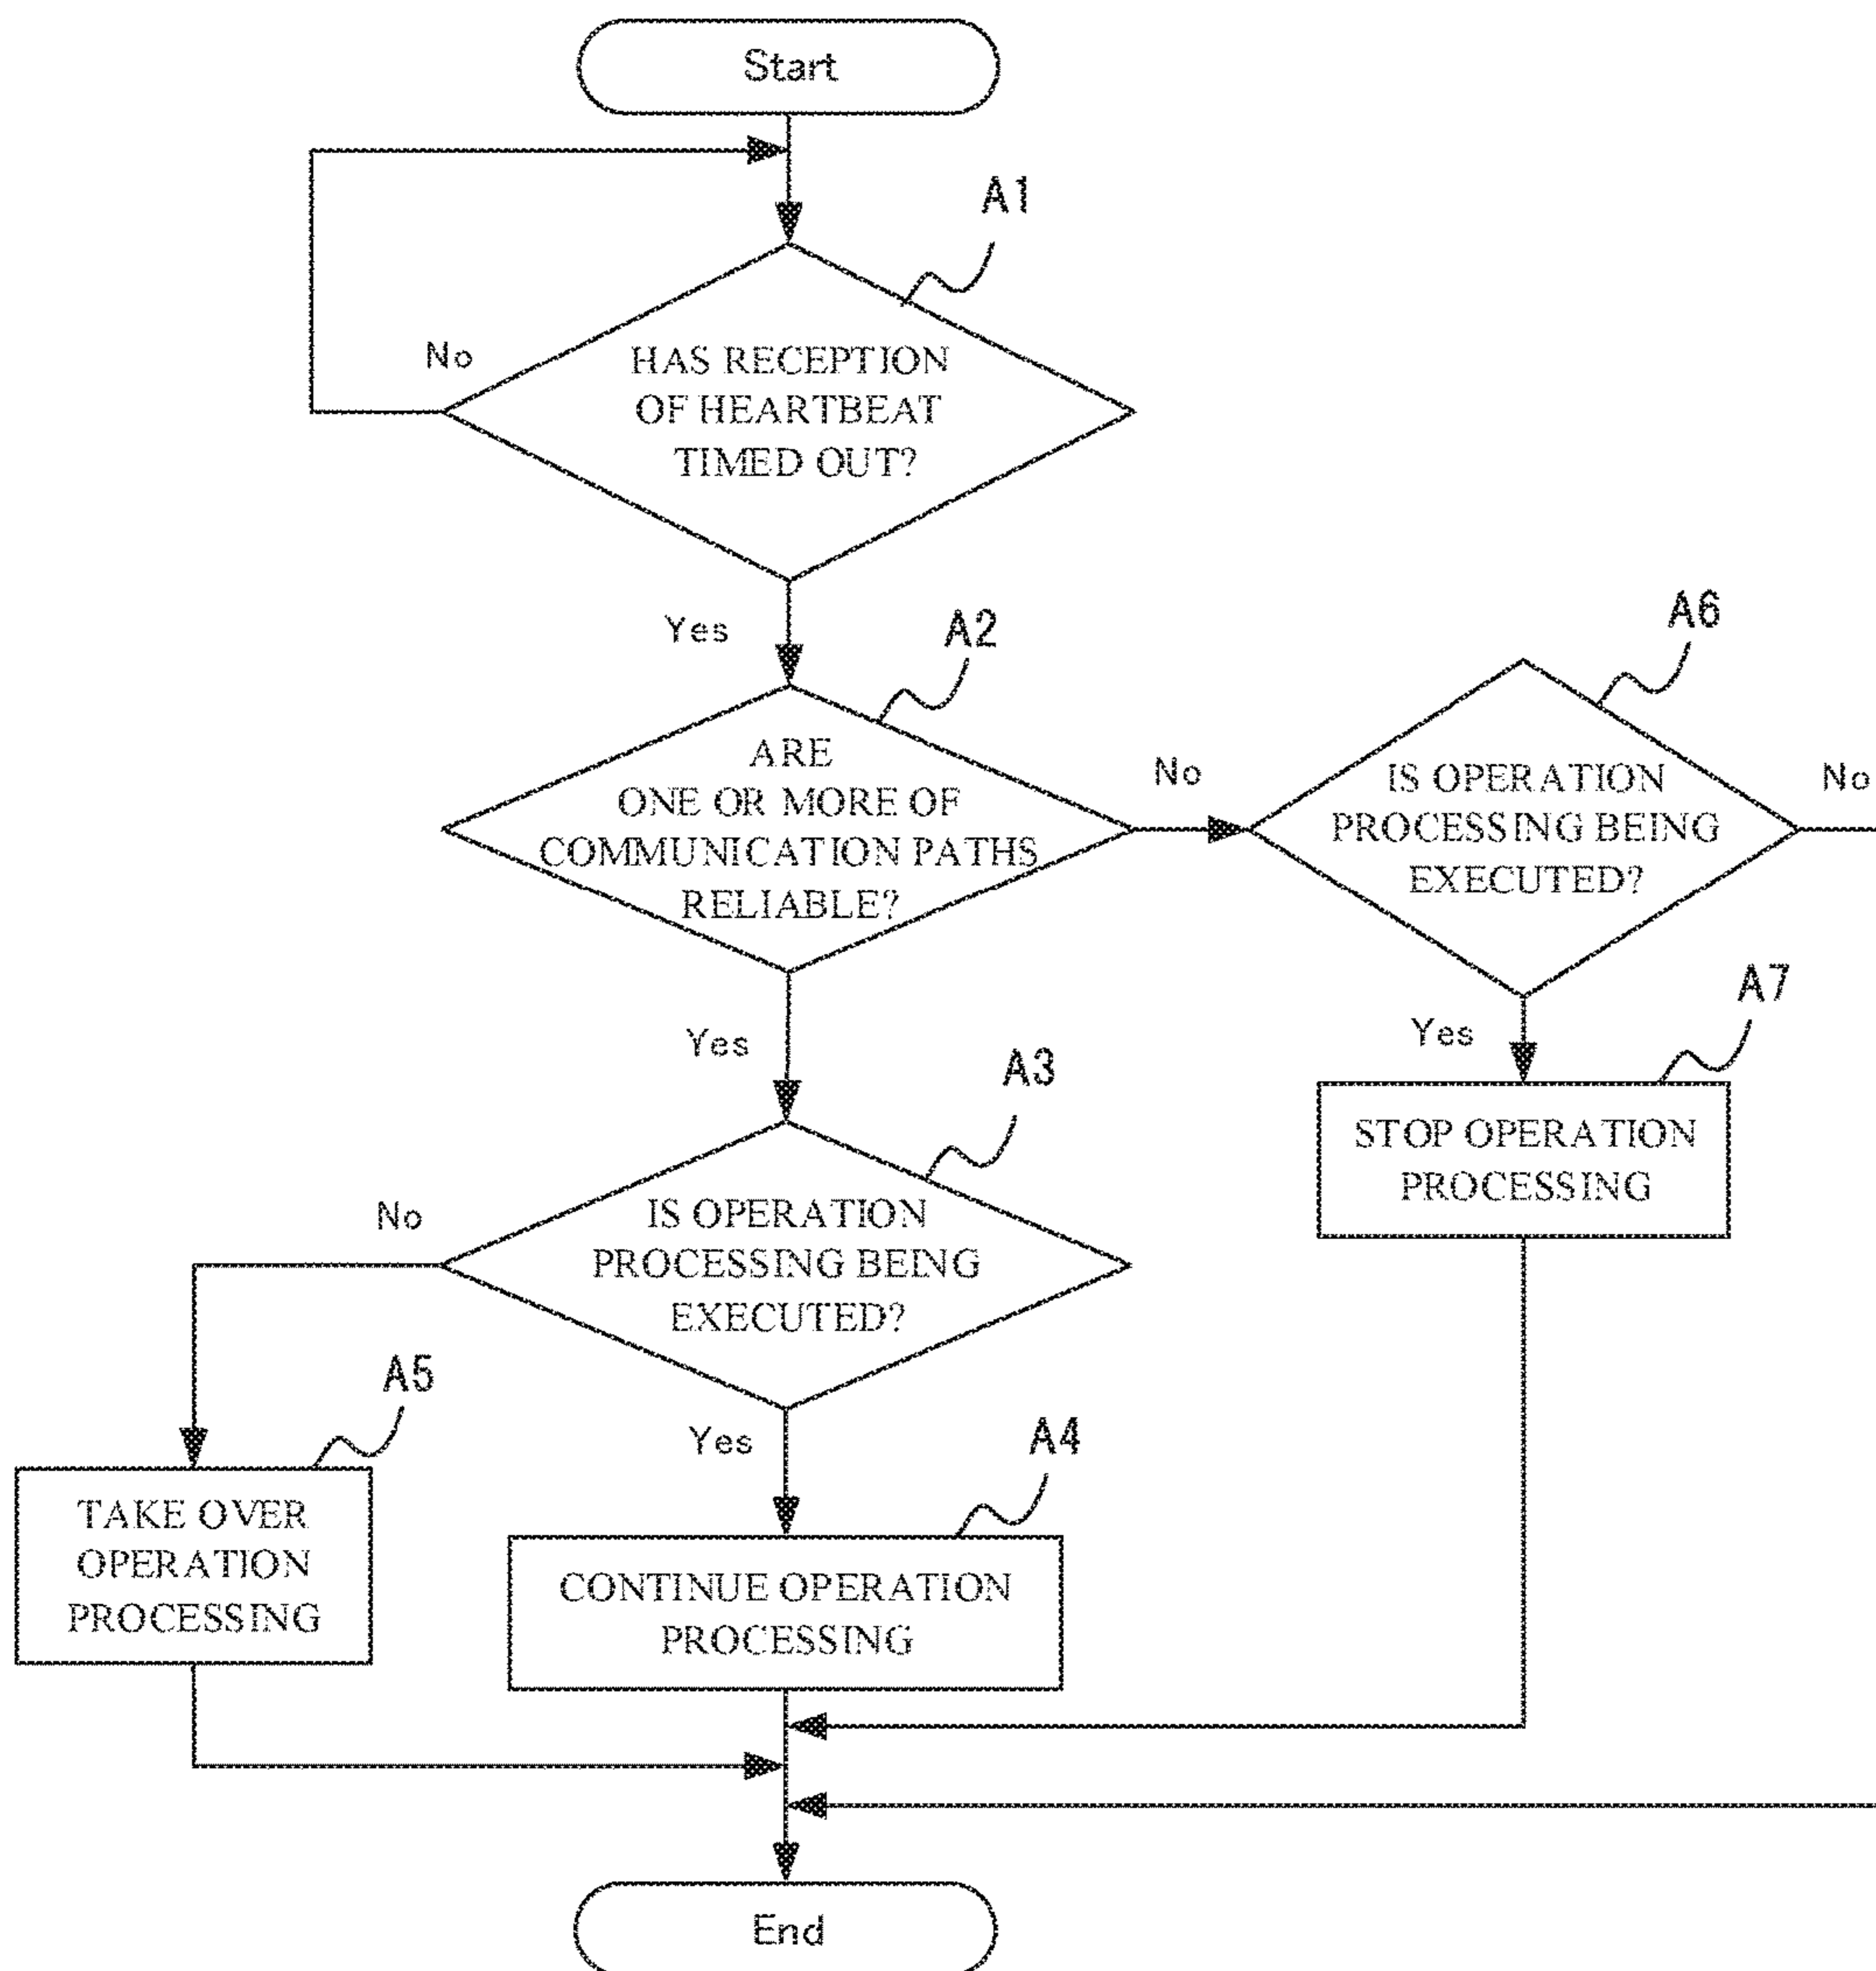 Start
A1
No
HAS RECEPTION
OF HEARTBEAT
TIMED OUT?
Yes
A2
A6
ARE
ONE OR MORE OF
COMMUNICATION PATHS
RELIABLE?
No
IS OPERATION
PROCESSING BEING
EXECUTED?
No
Yes
A3
Yes
A7
STOP OPERATION
PROCESSING
No
IS OPERATION
PROCESSING BEING
EXECUTED?
A5
Yes
A4
TAKE OVER
OPERATION
PROCESSING
CONTINUE OPERATION
PROCESSING
End